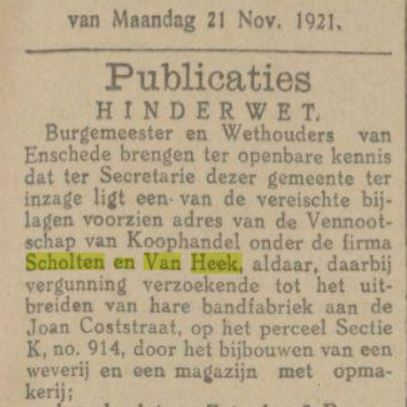 van Maandag 21 Nov. 1921.
Publicaties
HINDERWET.
Burgemeester en Wethouders van
Enschede brengen ter openbare kennis
dat ter Secretarie dezer gemeente ter
inzage ligt een van de vereischte bij-
lagen voorzien adres van de Vennoot-
schap van Koophandel onder de firma
Scholten en Van Heek, aldaar, daarbij
vergunning verzoekende tot het uit-
breiden van hare bandfabriek aan de
Joan Coststraat, op het perceel Sectie
K, no. 914, door het bijbouwen van een
weverij en een magazijn met opma-
kerij;